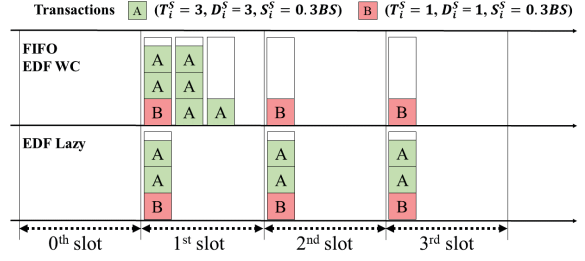 Transactions A (T_i^S = 3, D_i^S = 3, S_i^S = 0.3BS) B (T_i^S = 1, D_i^S = 1, S_i^S = 0.3BS)
FIFO
EDF WC
A A
A A
B A A B B
EDF Lazy
A A A
A A A
B B B
0th slot 1st slot 2nd slot 3rd slot